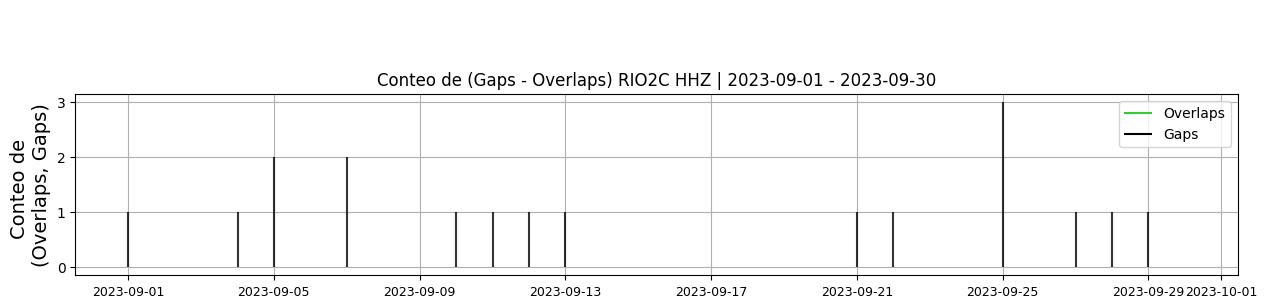 Conteo de (Gaps - Overlaps) RIO2C HHZ | 2023-09-01 - 2023-09-30
Conteo de
(Overlaps, Gaps)
3
2
1
0
Overlaps
Gaps
2023-09-01 2023-09-05 2023-09-09 2023-09-13 2023-09-17 2023-09-21 2023-09-25 2023-09-29 2023-10-01